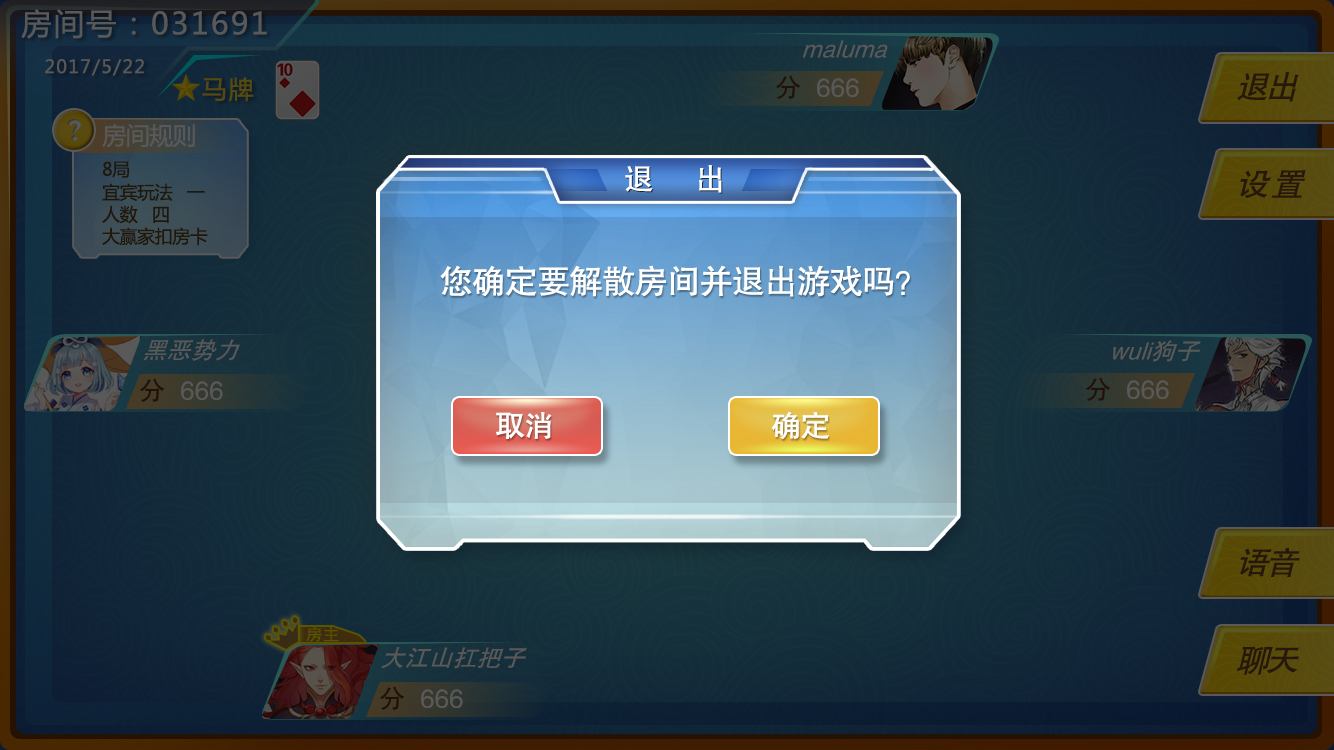 房间号：031691
2017/5/22
马牌
10
?
房间规则
8局
宜宾玩法 一
人数 四
大赢家扣房卡
maluma
分 666
退出
设置
退 出
您确定要解散房间并退出游戏吗?
取消
确定
黑恶势力
分 666
wuli狗子
分 666
语音
聊天
房主
大江山扛把子
分 666